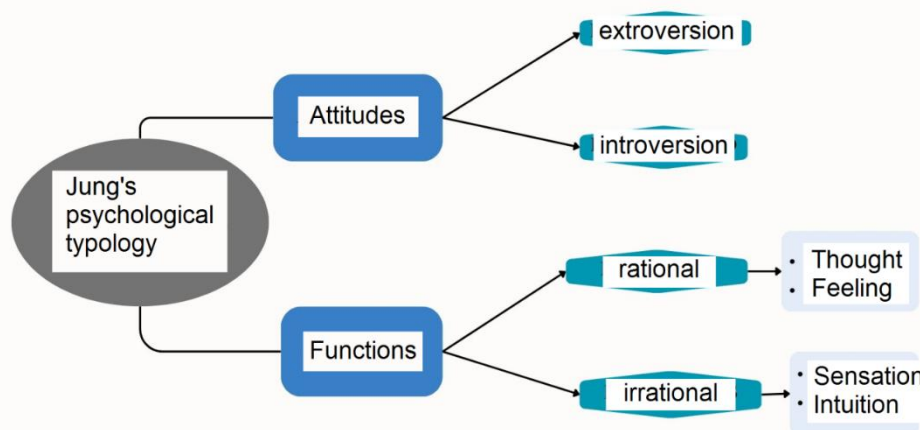 Jung's
psychological
typology
Attitudes
extroversion
introversion
Functions
rational
• Thought
• Feeling
irrational
• Sensation
• Intuition